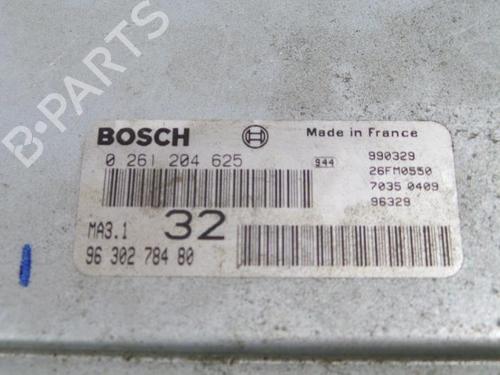 B-PARTS
BOSCH
Made in France
0 261 204 625
944
990329
26FM0550
7035 0409
96329
MA3.1
32
96 302 784 80